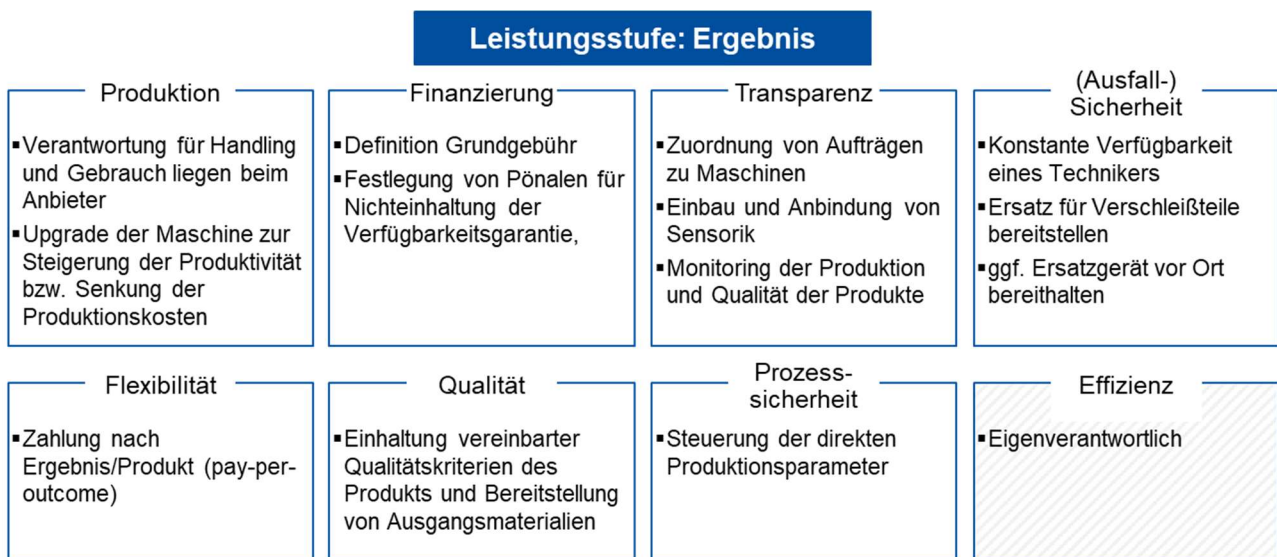 Leistungsstufe: Ergebnis
Produktion
▪Verantwortung für Handling
und Gebrauch liegen beim
Anbieter
▪Upgrade der Maschine zur
Steigerung der Produktivität
bzw. Senkung der
Produktionskosten
Finanzierung
▪Definition Grundgebühr
▪Festlegung von Pönalen für
Nichteinhaltung der
Verfügbarkeitsgarantie,
Transparenz
▪Zuordnung von Aufträgen
zu Maschinen
▪Einbau und Anbindung von
Sensorik
▪Monitoring der Produktion
und Qualität der Produkte
(Ausfall-)
Sicherheit
▪Konstante Verfügbarkeit
eines Technikers
▪Ersatz für Verschleißteile
bereitstellen
▪ggf. Ersatzgerät vor Ort
bereithalten
Flexibilität
▪Zahlung nach
Ergebnis/Produkt (pay-per-
outcome)
Qualität
▪Einhaltung vereinbarter
Qualitätskriterien des
Produkts und Bereitstellung
von Ausgangsmaterialien
Prozess-
sicherheit
▪Steuerung der direkten
Produktionsparameter
Effizienz
▪Eigenverantwortlich